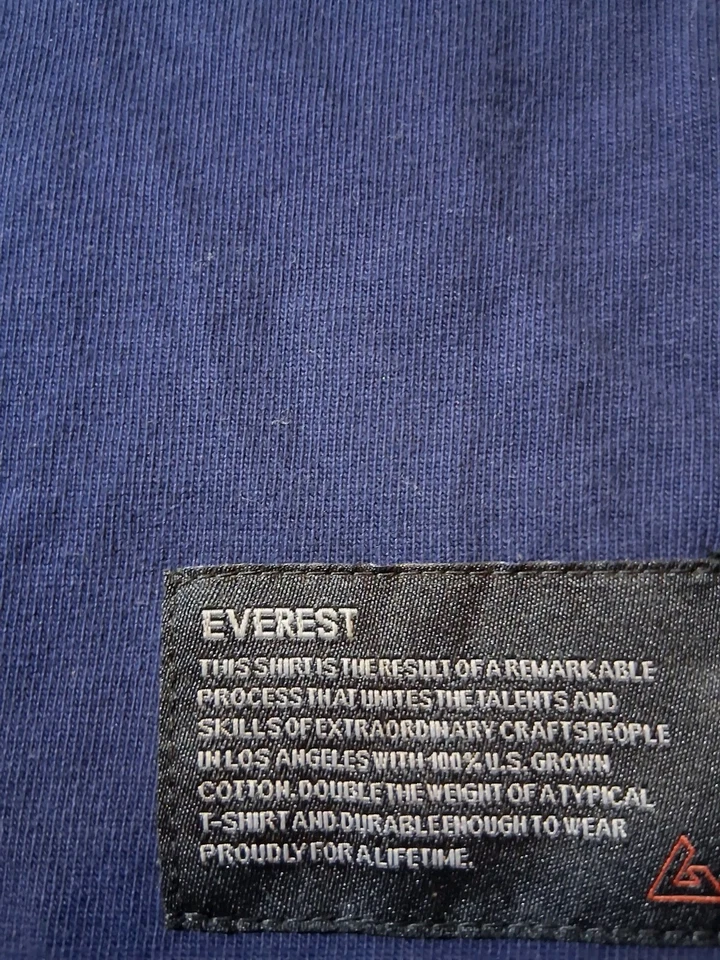 EVEREST
THIS SHIRT IS THE RESULT OF A REMARKABLE
PROCESS THAT UNITES THE TALENTS AND
SKILLS OF EXTRAORDINARY CRAFTSPEOPLE
IN LOS ANGELES WITH 100% U.S. GROWN
COTTON. DOUBLE THE WEIGHT OF A TYPICAL
T-SHIRT AND DURABLE ENOUGH TO WEAR
PROUDLY FOR A LIFETIME.